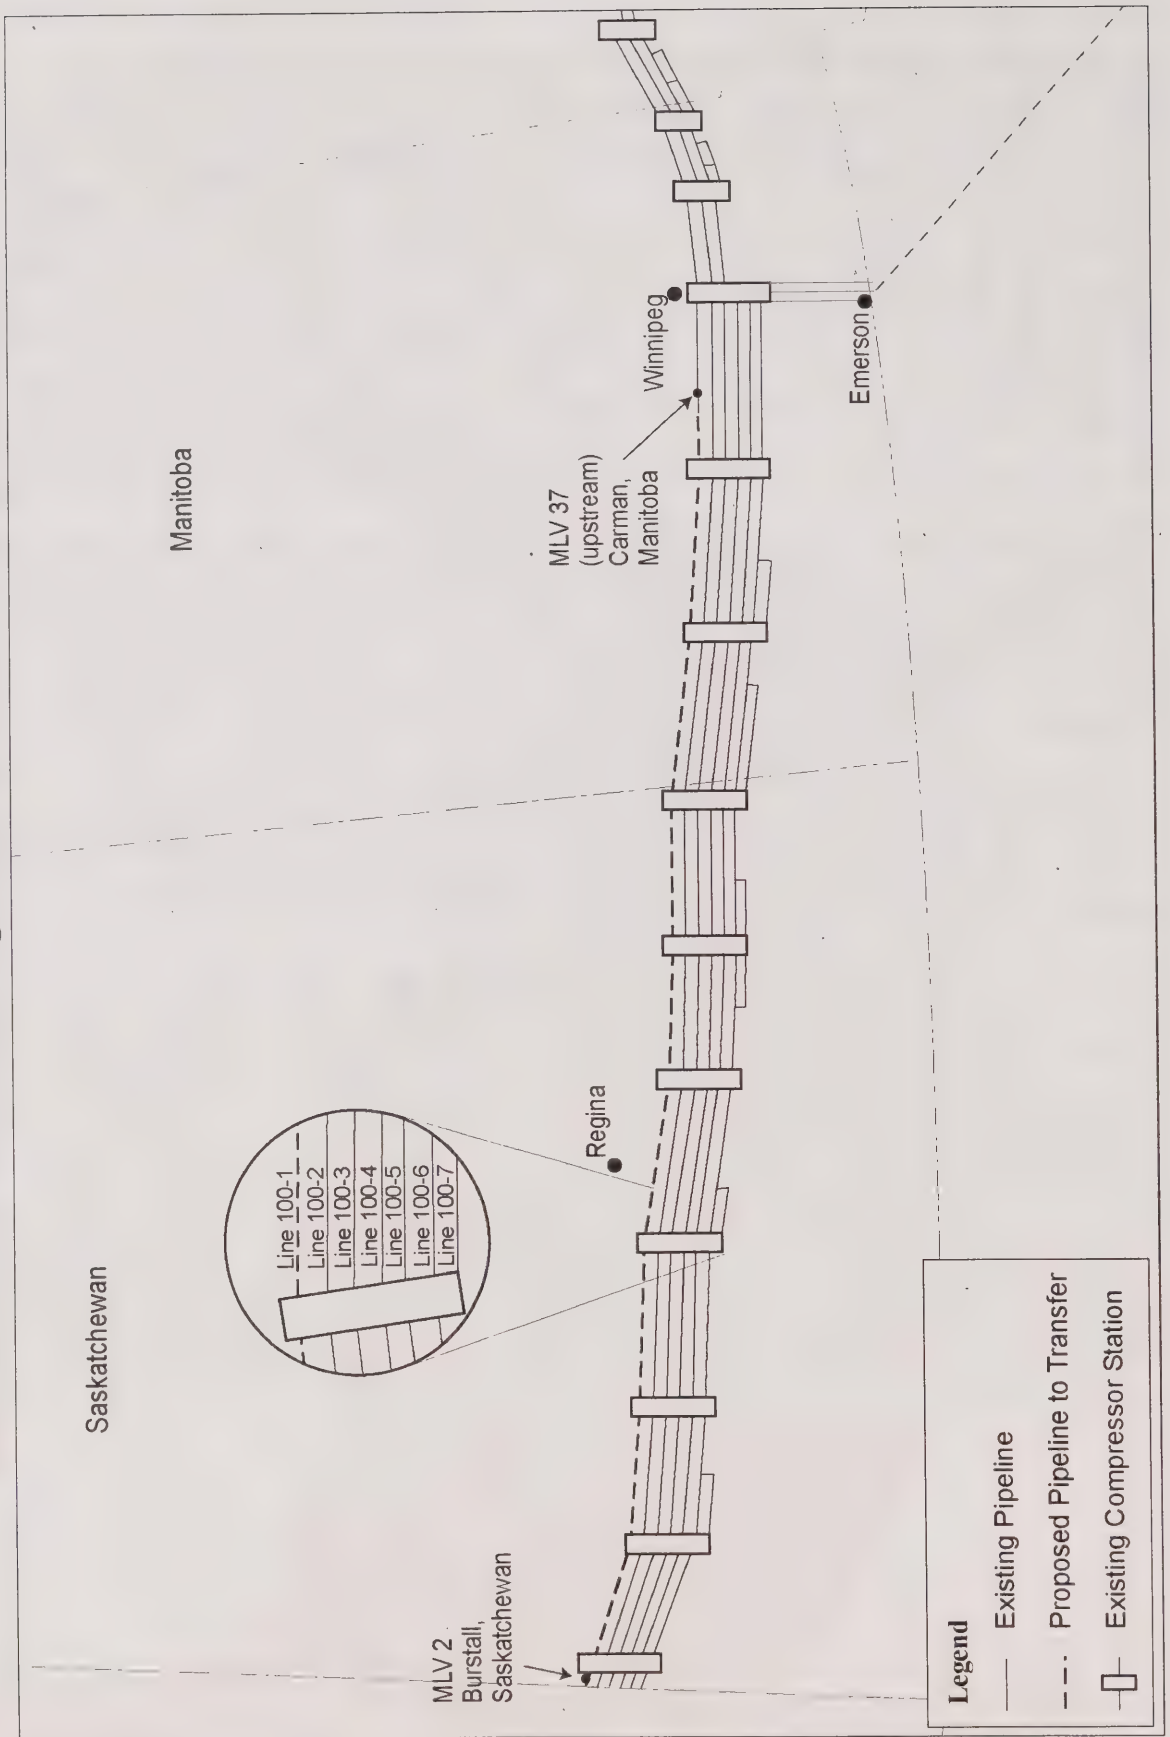 Saskatchewan
Manitoba
Line 100-1
Line 100-2
Line 100-3
Line 100-4
Line 100-5
Line 100-6
Line 100-7
MLV 2
Burstall,
Saskatchewan
Regina
MLV 37
(upstream)
Carman,
Manitoba
Winnipeg
Emerson
Legend
Existing Pipeline
Proposed Pipeline to Transfer
Existing Compressor Station